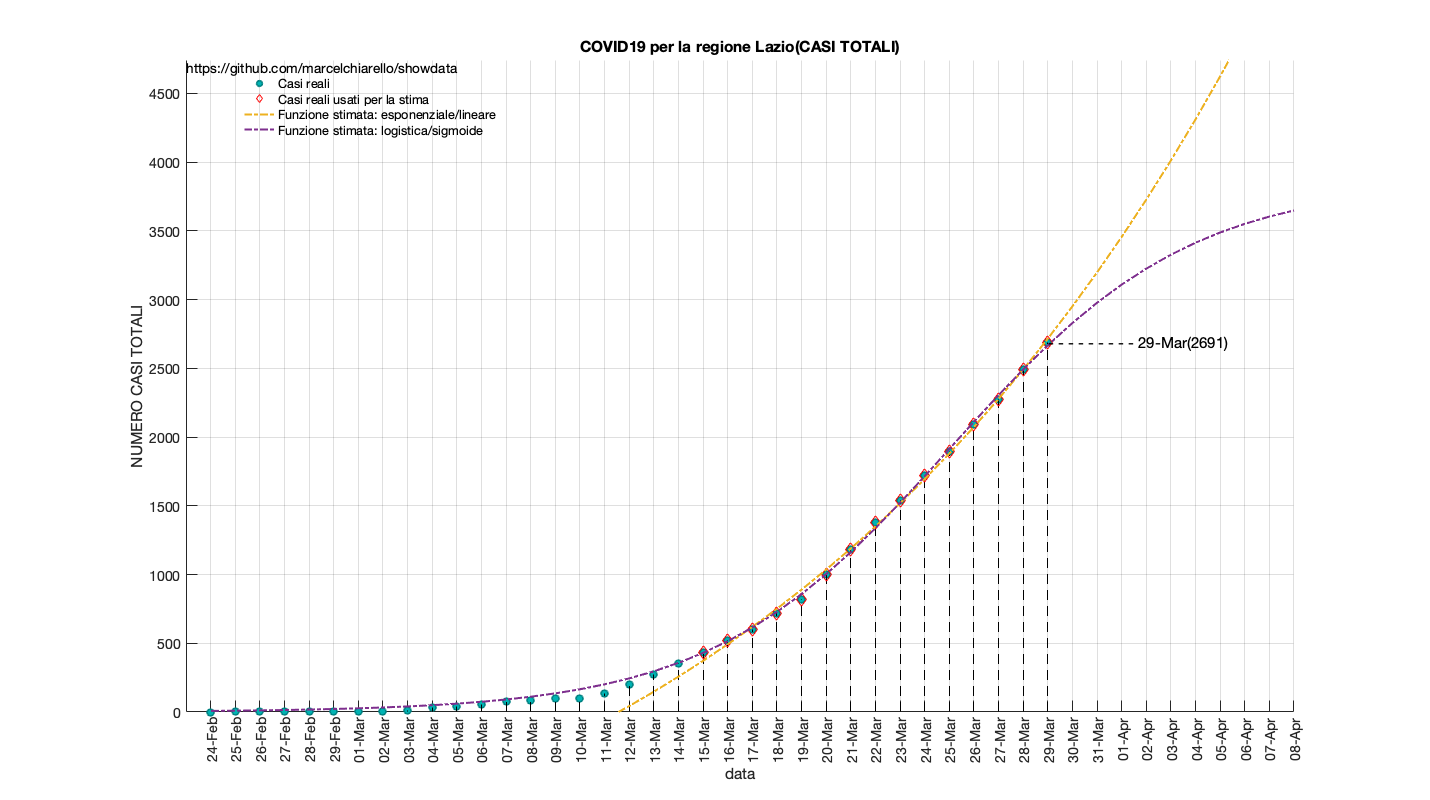 COVID19 per la regione Lazio(CASI TOTALI)
https://github.com/marcelchiarello/showdata
Casi reali
Casi reali usati per la stima
Funzione stimata: esponenziale/lineare
Funzione stimata: logistica/sigmoide
4500
4000
3500
3000
2500
2000
1500
1000
500
0
NUMERO CASI TOTALI
29-Mar(2691)
24-Feb
25-Feb
26-Feb
27-Feb
28-Feb
29-Feb
01-Mar
02-Mar
03-Mar
04-Mar
05-Mar
06-Mar
07-Mar
08-Mar
09-Mar
10-Mar
11-Mar
12-Mar
13-Mar
14-Mar
15-Mar
16-Mar
17-Mar
18-Mar
19-Mar
20-Mar
21-Mar
22-Mar
23-Mar
24-Mar
25-Mar
26-Mar
27-Mar
28-Mar
29-Mar
30-Mar
31-Mar
01-Apr
02-Apr
03-Apr
04-Apr
05-Apr
06-Apr
07-Apr
08-Apr
data